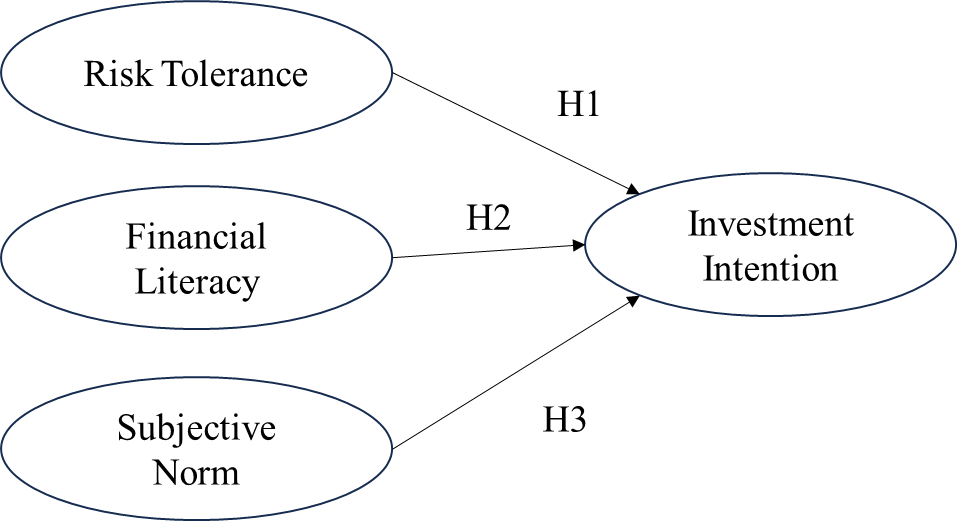 Risk Tolerance
H1
Financial
Literacy
H2
Investment
Intention
Subjective
Norm
H3